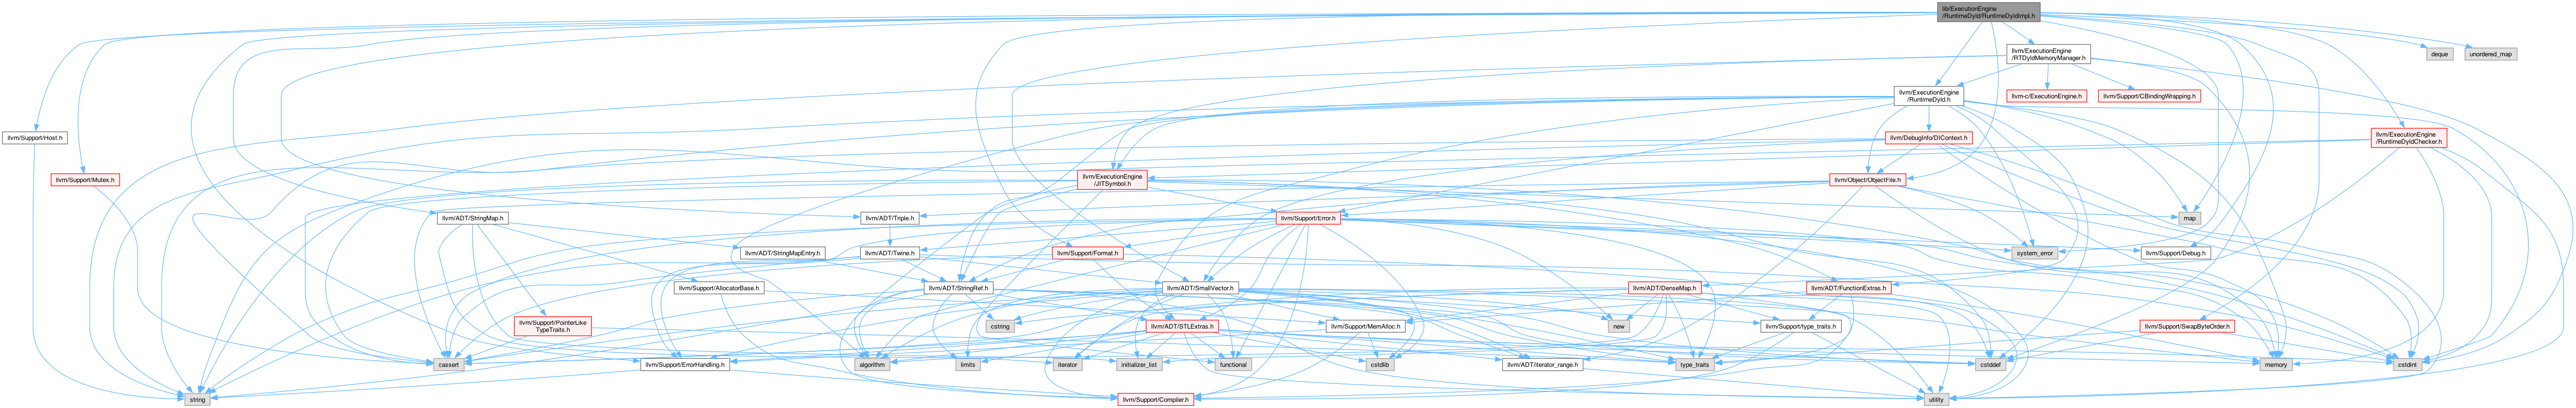 lib/ExecutionEngine
/RuntimeDyld/RuntimeDyldImpl.h
deque
unordered_map
llvm/ExecutionEngine
/RTDyldMemoryManager.h
llvm/ExecutionEngine
/RuntimeDyld.h
llvm-c/ExecutionEngine.h
llvm/Support/CBindingWrapping.h
llvm/Support/Host.h
llvm/DebugInfo/DIContext.h
llvm/ExecutionEngine
/RuntimeDyldChecker.h
llvm/Support/Mutex.h
llvm/ExecutionEngine
/JITSymbol.h
llvm/Object/ObjectFile.h
llvm/ADT/StringMap.h
llvm/ADT/Triple.h
llvm/Support/Error.h
map
llvm/ADT/StringMapEntry.h
llvm/ADT/Twine.h
llvm/Support/Format.h
system_error
llvm/Support/Debug.h
llvm/Support/AllocatorBase.h
llvm/ADT/StringRef.h
llvm/ADT/SmallVector.h
llvm/ADT/DenseMap.h
llvm/ADT/FunctionExtras.h
llvm/Support/PointerLike
TypeTraits.h
cstring
llvm/ADT/STLExtras.h
llvm/Support/MemAlloc.h
new
llvm/Support/type_traits.h
llvm/Support/SwapByteOrder.h
cassert
llvm/Support/ErrorHandling.h
algorithm
limits
iterator
initializer_list
functional
cstdlib
type_traits
llvm/ADT/iterator_range.h
cstddef
memory
cstdint
string
llvm/Support/Compiler.h
utility